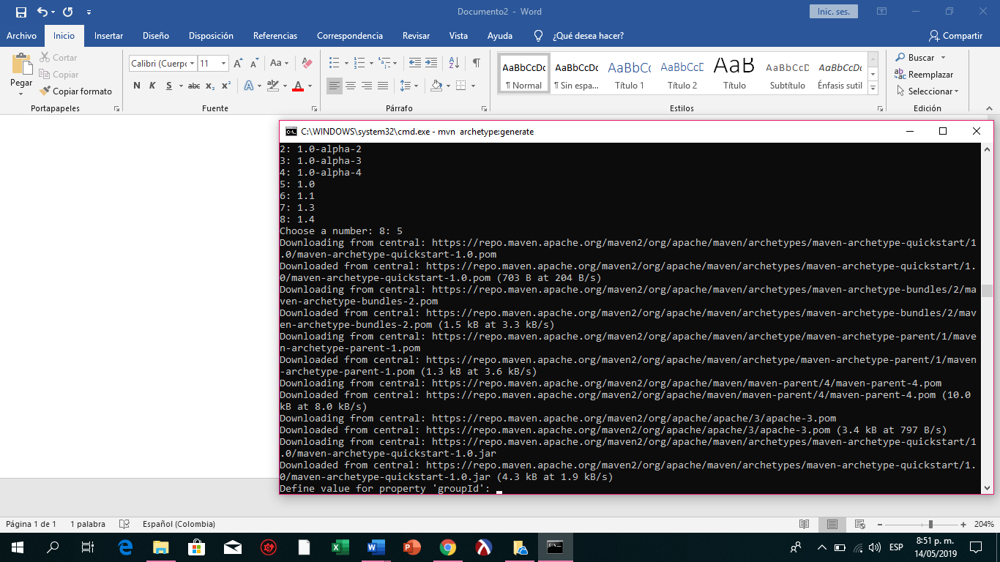 Documento2 - Word
Inic. ses.
Archivo Inicio Insertar Diseño Disposición Referencias Correspondencia Revisar Vista Ayuda ¿Qué desea hacer? Compartir
Pegar
Cortar
Copiar
Copiar formato
Portapapeles
Calibri (Cuerpo 11
N K S abc x₂ x²
Fuente
Párrafo
AaBbCcDc AaBbCcDc AaBbCc AaBbCcD AaB AaBbCcD AaBbCcDc
¶ Normal ¶ Sin espa... Título 1 Título 2 Título Subtítulo Énfasis sutil
Estilos
Buscar
Reemplazar
Seleccionar
Edición
C:\WINDOWS\system32\cmd.exe - mvn archetype:generate
2: 1.0-alpha-2
3: 1.0-alpha-3
4: 1.0-alpha-4
5: 1.0
6: 1.1
7: 1.3
8: 1.4
Choose a number: 8: 5
Downloading from central: https://repo.maven.apache.org/maven2/org/apache/maven/archetypes/maven-archetype-quickstart/1
.0/maven-archetype-quickstart-1.0.pom
Downloaded from central: https://repo.maven.apache.org/maven2/org/apache/maven/archetypes/maven-archetype-quickstart/1.
0/maven-archetype-quickstart-1.0.pom (703 B at 204 B/s)
Downloading from central: https://repo.maven.apache.org/maven2/org/apache/maven/archetypes/maven-archetype-bundles/2/ma
ven-archetype-bundles-2.pom
Downloaded from central: https://repo.maven.apache.org/maven2/org/apache/maven/archetypes/maven-archetype-bundles/2/mav
en-archetype-bundles-2.pom (1.5 kB at 3.3 kB/s)
Downloading from central: https://repo.maven.apache.org/maven2/org/apache/maven/archetype/maven-archetype-parent/1/mave
n-archetype-parent-1.pom
Downloaded from central: https://repo.maven.apache.org/maven2/org/apache/maven/archetype/maven-archetype-parent/1/maven
-archetype-parent-1.pom (1.3 kB at 3.6 kB/s)
Downloading from central: https://repo.maven.apache.org/maven2/org/apache/maven/maven-parent/4/maven-parent-4.pom
Downloaded from central: https://repo.maven.apache.org/maven2/org/apache/maven/maven-parent/4/maven-parent-4.pom (10.0
kB at 8.0 kB/s)
Downloading from central: https://repo.maven.apache.org/maven2/org/apache/apache/3/apache-3.pom
Downloaded from central: https://repo.maven.apache.org/maven2/org/apache/apache/3/apache-3.pom (3.4 kB at 797 B/s)
Downloading from central: https://repo.maven.apache.org/maven2/org/apache/maven/archetypes/maven-archetype-quickstart/1
.0/maven-archetype-quickstart-1.0.jar
Downloaded from central: https://repo.maven.apache.org/maven2/org/apache/maven/archetypes/maven-archetype-quickstart/1.
0/maven-archetype-quickstart-1.0.jar (4.3 kB at 1.9 kB/s)
Define value for property 'groupId':
Página 1 de 1 1 palabra Español (Colombia) 204%
ESP
8:51 p. m.
14/05/2019